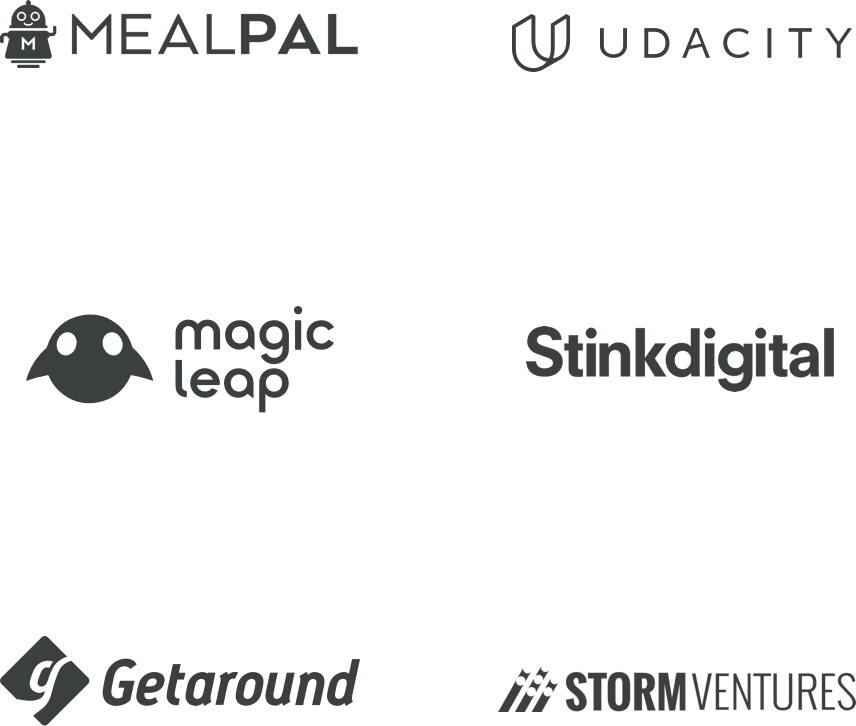 MEALPAL
UDACITY
magic
leap
Stinkdigital
Getaround
STORMVENTURES